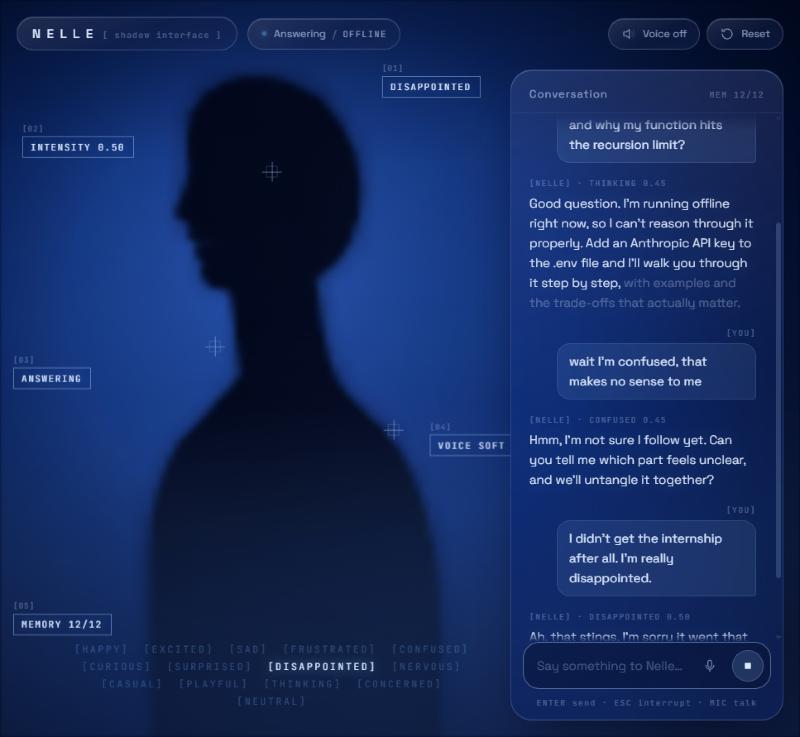 NELLE [ shadow interface ]
Answering / OFFLINE
Voice off
Reset
[01]
DISAPPOINTED
[02]
INTENSITY 0.50
[03]
ANSWERING
[04]
VOICE SOFT
[05]
MEMORY 12/12
[HAPPY] [EXCITED] [SAD] [FRUSTRATED] [CONFUSED]
[CURIOUS] [SURPRISED] [DISAPPOINTED] [NERVOUS]
[CASUAL] [PLAYFUL] [THINKING] [CONCERNED]
[NEUTRAL]
Conversation
MEM 12/12
and why my function hits
the recursion limit?
[NELLE] · THINKING 0.45
Good question. I'm running offline
right now, so I can't reason through it
properly. Add an Anthropic API key to
the .env file and I'll walk you through
it step by step, with examples and
the trade-offs that actually matter.
[YOU]
wait I'm confused, that
makes no sense to me
[NELLE] · CONFUSED 0.45
Hmm, I'm not sure I follow yet. Can
you tell me which part feels unclear,
and we'll untangle it together?
[YOU]
I didn't get the internship
after all. I'm really
disappointed.
[NELLE] · DISAPPOINTED 0.50
Ah, that stings. I'm sorry it went that
Say something to Nelle...
ENTER send · ESC interrupt · MIC talk